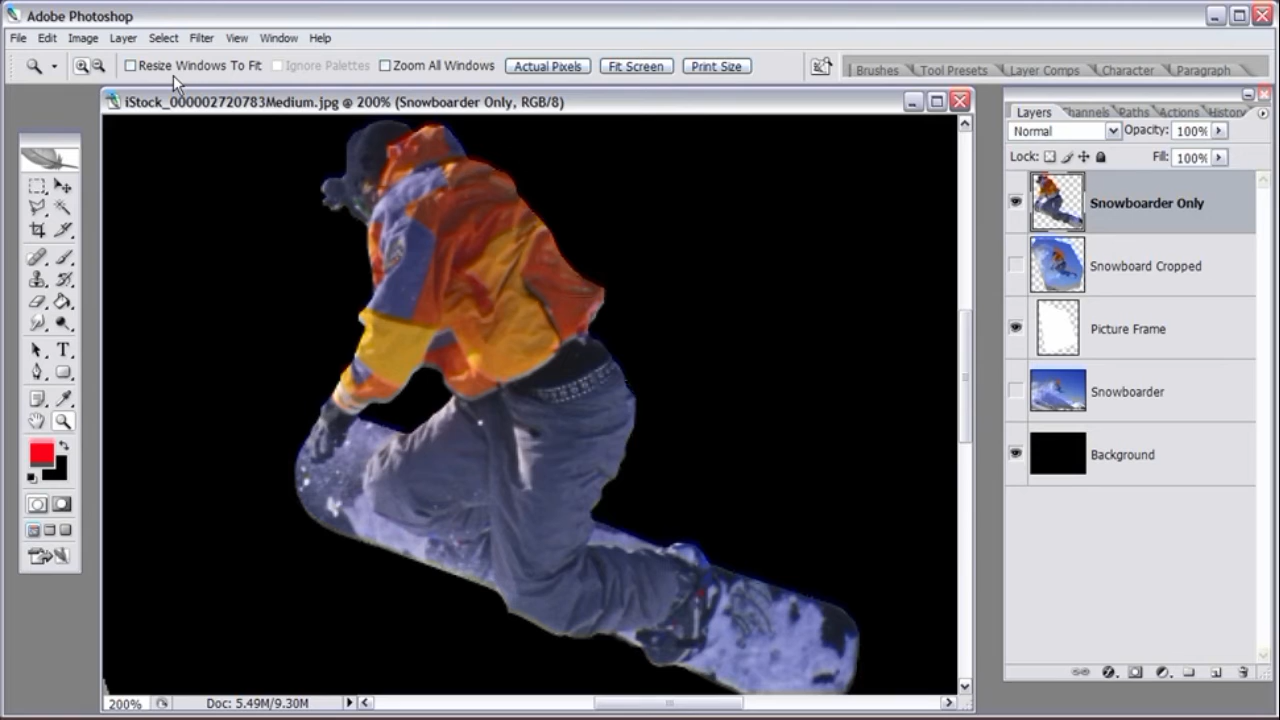 Adobe Photoshop
File Edit Image Layer Select Filter View Window Help
Resize Windows To Fit Ignore Palettes Zoom All Windows Actual Pixels Fit Screen Print Size Brushes Tool Presets Layer Comps Character Paragraph
iStock_000002720783Medium.jpg @ 200% (Snowboarder Only, RGB/8)
Layers Channels Paths Actions History
Normal Opacity: 100%
Lock: Fill: 100%
Snowboarder Only
Snowboard Cropped
Picture Frame
Snowboarder
Background
T
200% Doc: 5.49M/9.30M